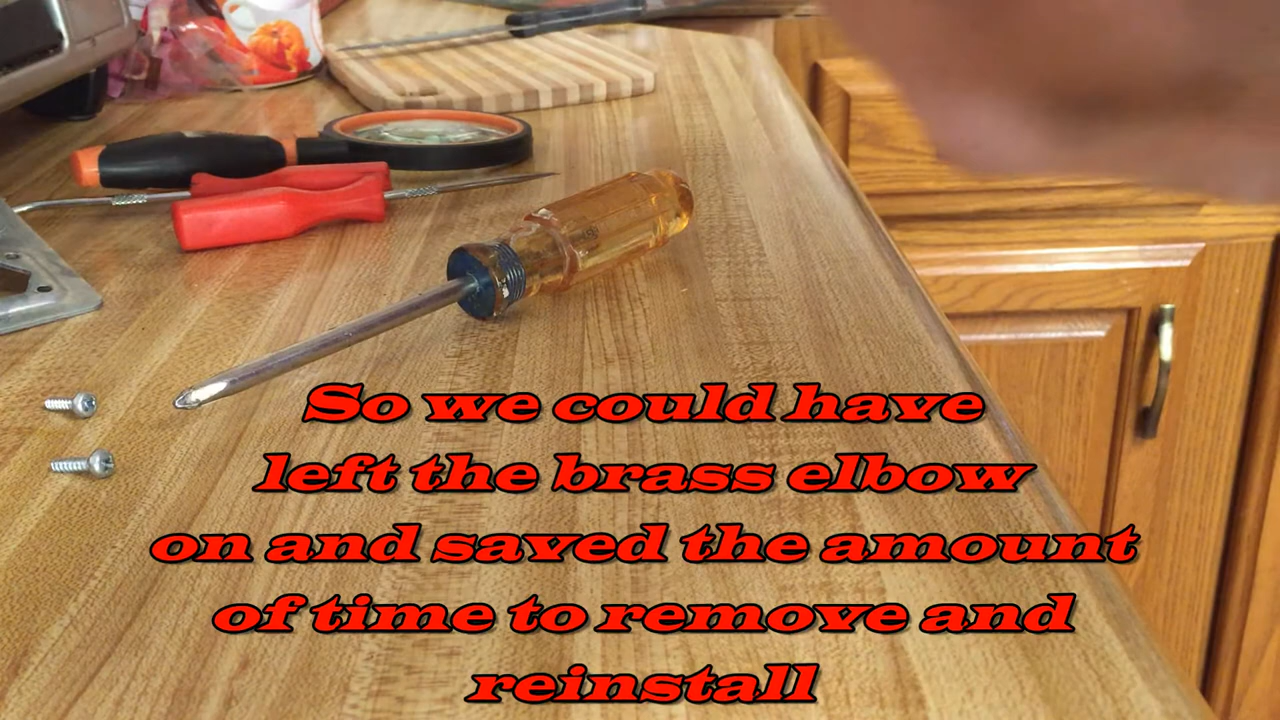 So we could have
left the brass elbow
on and saved the amount
of time to remove and
reinstall